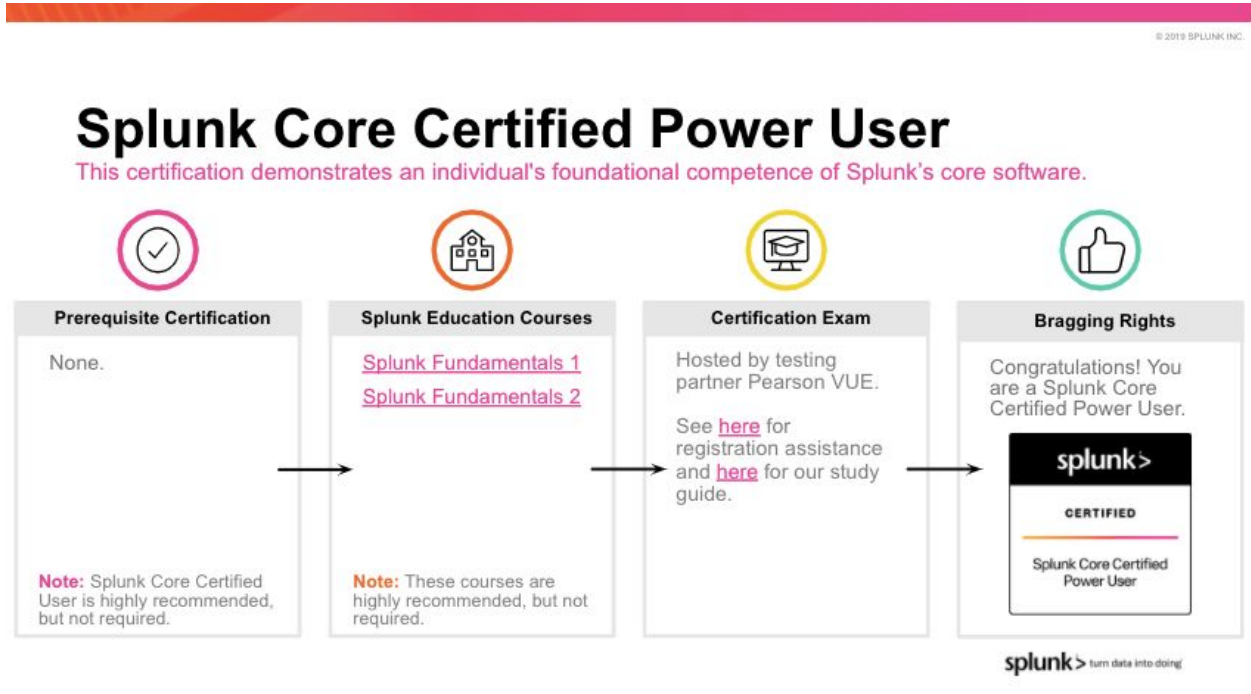 © 2019 SPLUNK INC.
Splunk Core Certified Power User
This certification demonstrates an individual's foundational competence of Splunk's core software.
Prerequisite Certification
None.
Note: Splunk Core Certified
User is highly recommended,
but not required.
Splunk Education Courses
Splunk Fundamentals 1
Splunk Fundamentals 2
Note: These courses are
highly recommended, but not
required.
Certification Exam
Hosted by testing
partner Pearson VUE.
See here for
registration assistance
and here for our study
guide.
Bragging Rights
Congratulations! You
are a Splunk Core
Certified Power User.
splunk>
CERTIFIED
Splunk Core Certified
Power User
splunk> turn data into doing